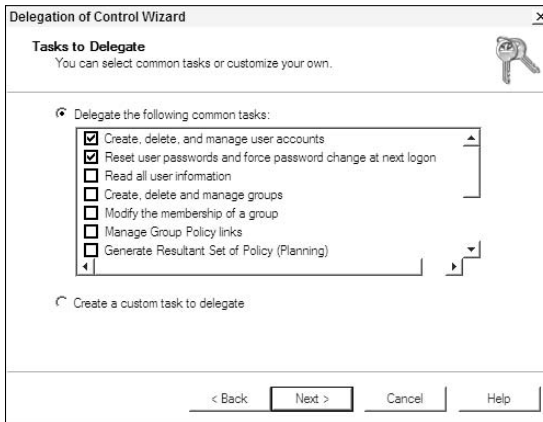 Delegation of Control Wizard
Tasks to Delegate
You can select common tasks or customize your own.
Delegate the following common tasks:
Create, delete, and manage user accounts
Reset user passwords and force password change at next logon
Read all user information
Create, delete and manage groups
Modify the membership of a group
Manage Group Policy links
Generate Resultant Set of Policy (Planning)
Create a custom task to delegate
< Back Next > Cancel Help